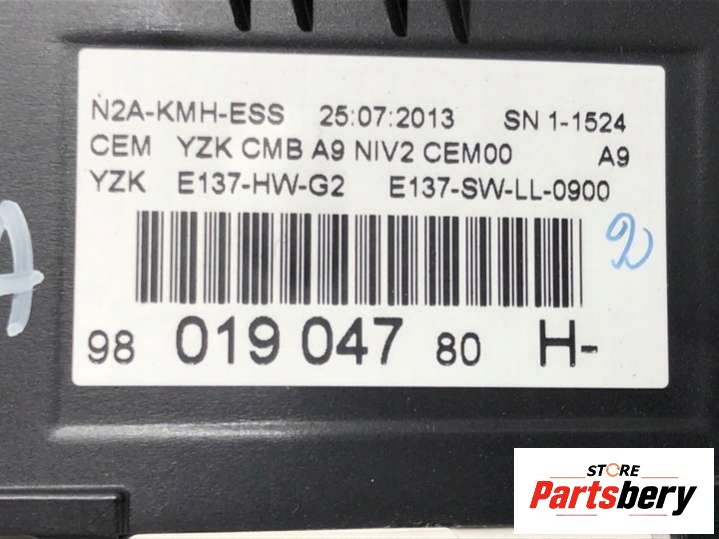 N2A-KMH-ESS 25:07:2013 SN 1-1524
CEM YZK CMB A9 NIV2 CEM00 A9
YZK E137-HW-G2 E137-SW-LL-0900
2
98 019 047 80 H-
A
STORE
Partsbery